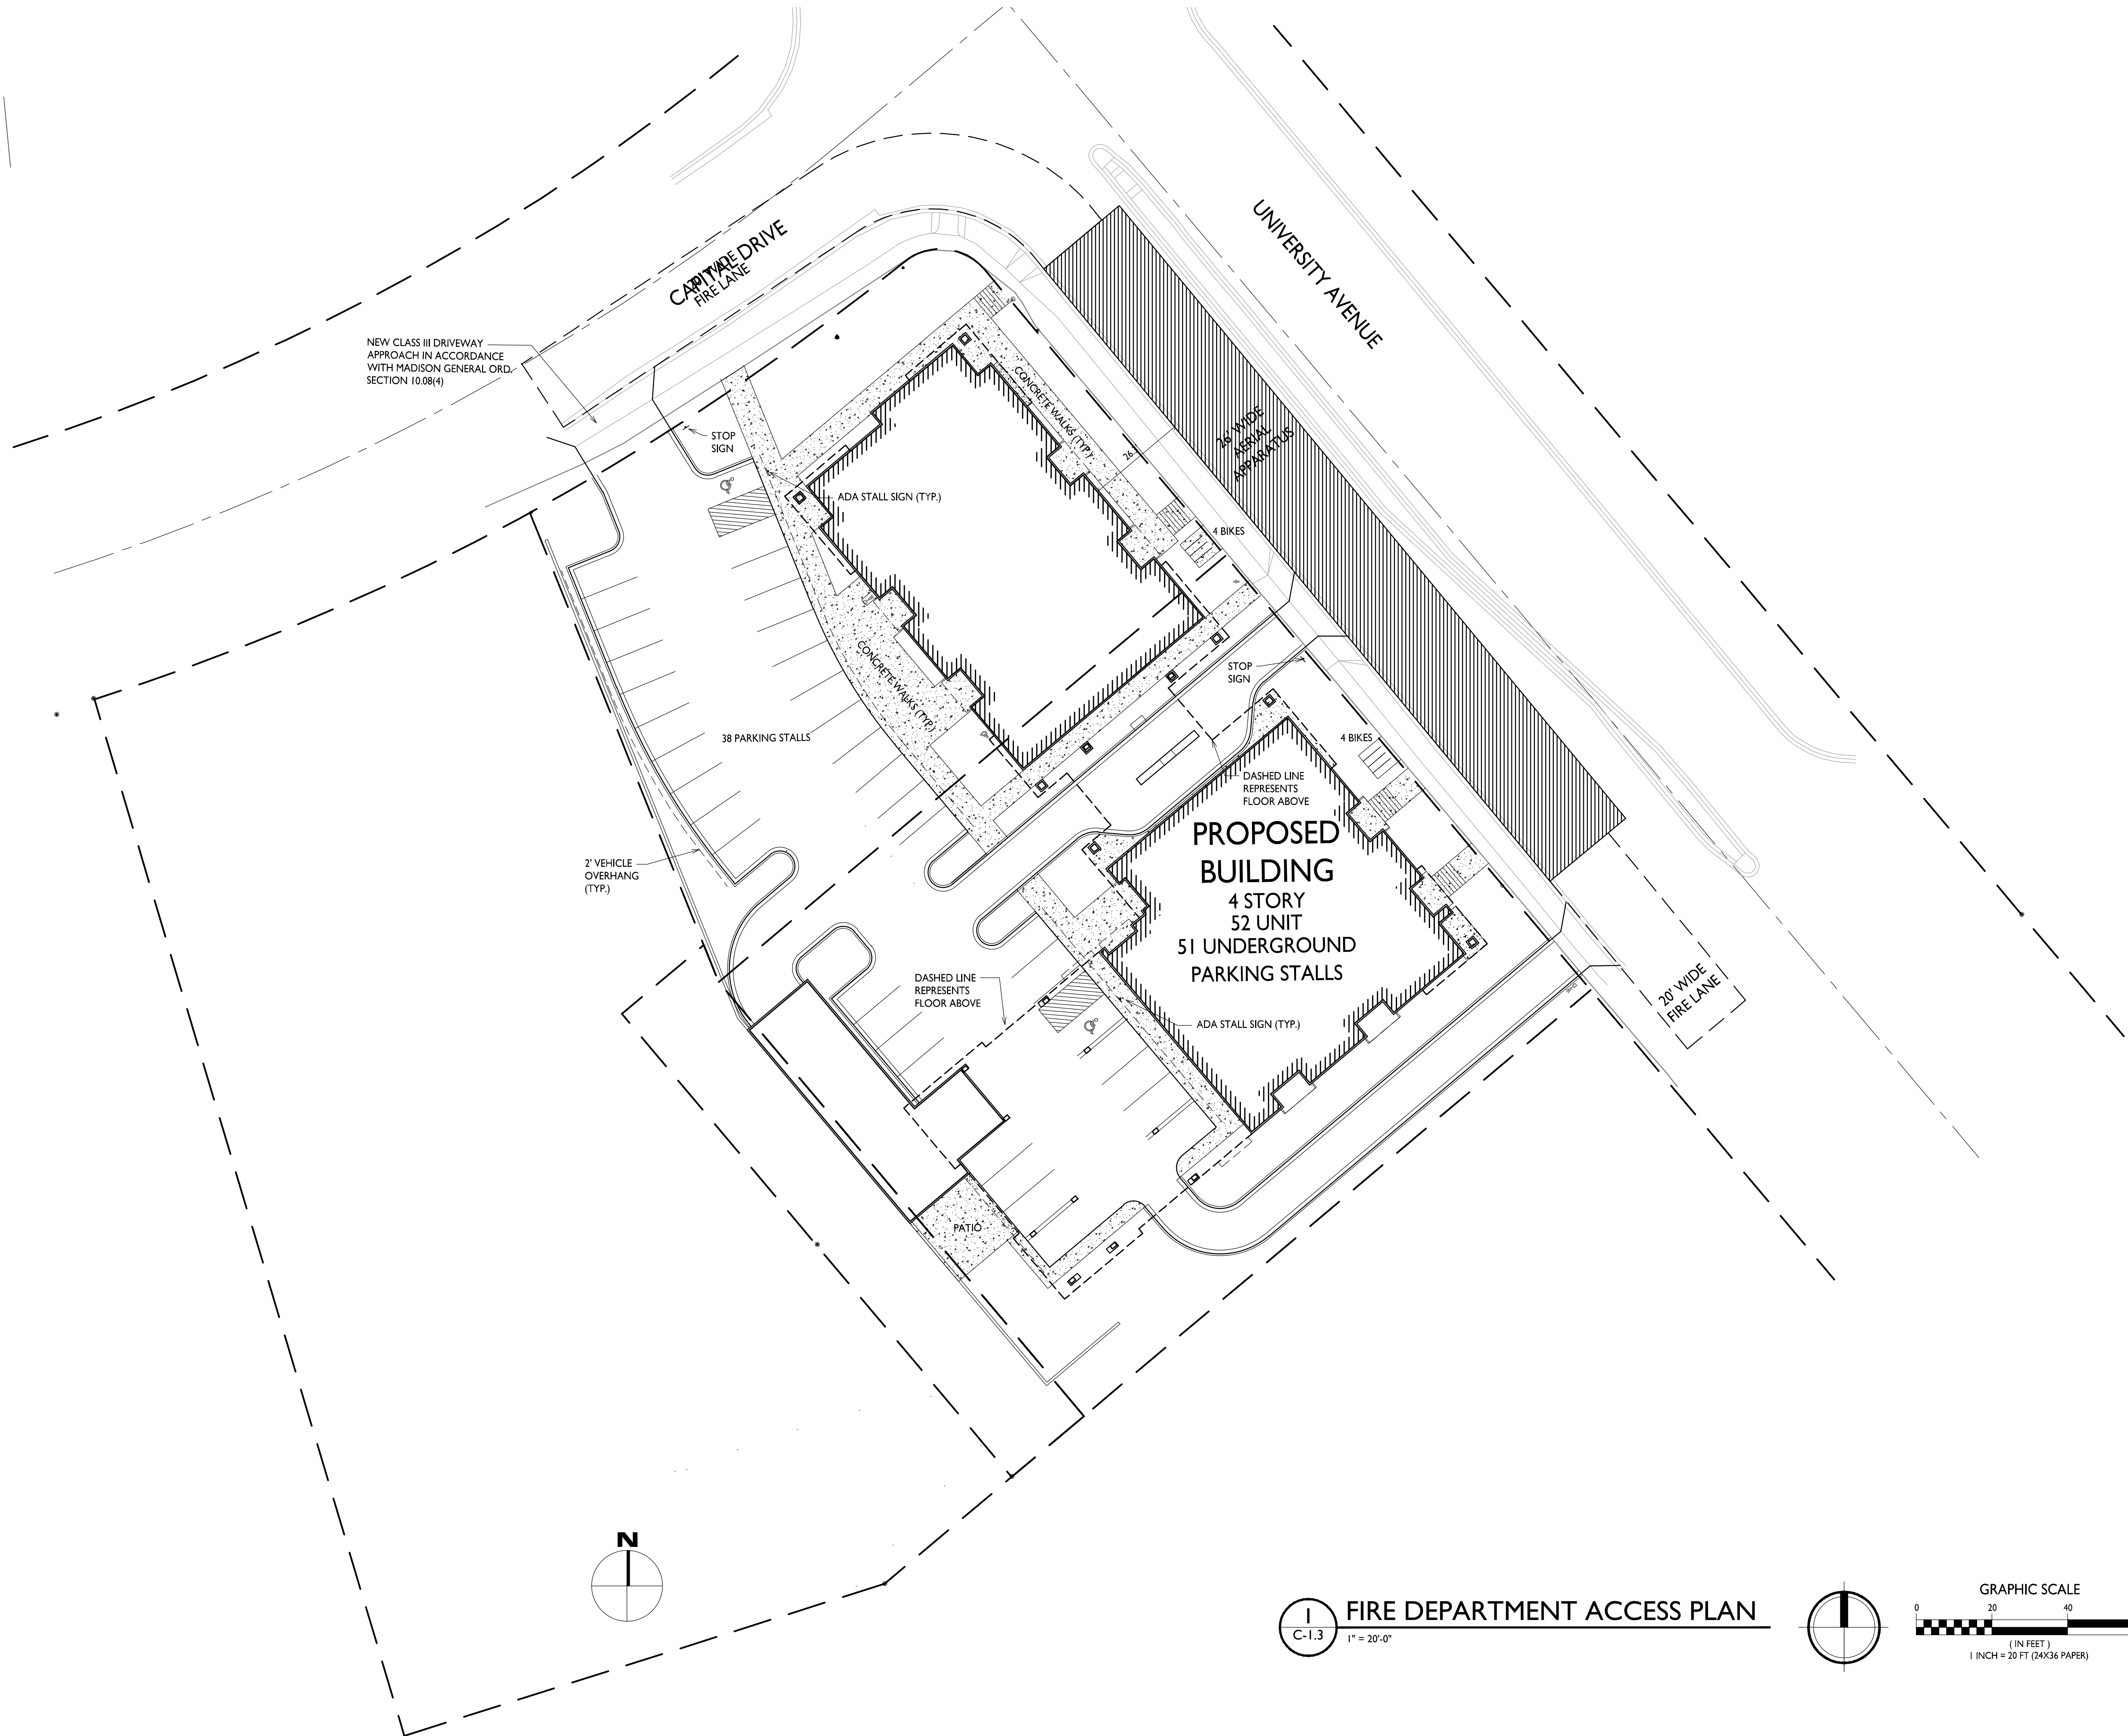 UNIVERSITY AVENUE
CAPITAL DRIVE
FIRE LANE
NEW CLASS III DRIVEWAY
APPROACH IN ACCORDANCE
WITH MADISON GENERAL ORD.
SECTION 10.08(4)
STOP
SIGN
CONCRETE WALKS (TYP.)
26'
26' WIDE
AERIAL
APPARATUS
ADA STALL SIGN (TYP.)
4 BIKES
CONCRETE WALKS (TYP.)
STOP
SIGN
38 PARKING STALLS
4 BIKES
DASHED LINE
REPRESENTS
FLOOR ABOVE
PROPOSED
BUILDING
4 STORY
52 UNIT
51 UNDERGROUND
PARKING STALLS
2' VEHICLE
OVERHANG
(TYP.)
DASHED LINE
REPRESENTS
FLOOR ABOVE
20' WIDE
FIRE LANE
ADA STALL SIGN (TYP.)
PATIO
N
1
C-1.3
FIRE DEPARTMENT ACCESS PLAN
1" = 20'-0"
GRAPHIC SCALE
0 20 40
( IN FEET )
1 INCH = 20 FT (24X36 PAPER)